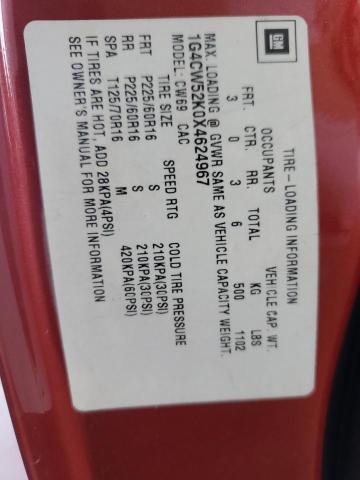 GM
TIRE-LOADING INFORMATION
OCCUPANTS VEHICLE CAP. WT.
FRT. CTR. RR. TOTAL KG LBS
3 0 3 6 500 1102
MAX. LOADING @ GVWR SAME AS VEHICLE CAPACITY WEIGHT.
1G4CW52K0X4624967
MODEL: CW69 CAC
TIRE SIZE SPEED RTG COLD TIRE PRESSURE
FRT P225/60R16 S 210KPA(30PSI)
RR P225/60R16 S 210KPA(30PSI)
SPA T125/70R16 M 420KPA(60PSI)
IF TIRES ARE HOT, ADD 28KPA(4PSI)
SEE OWNER'S MANUAL FOR MORE INFORMATION